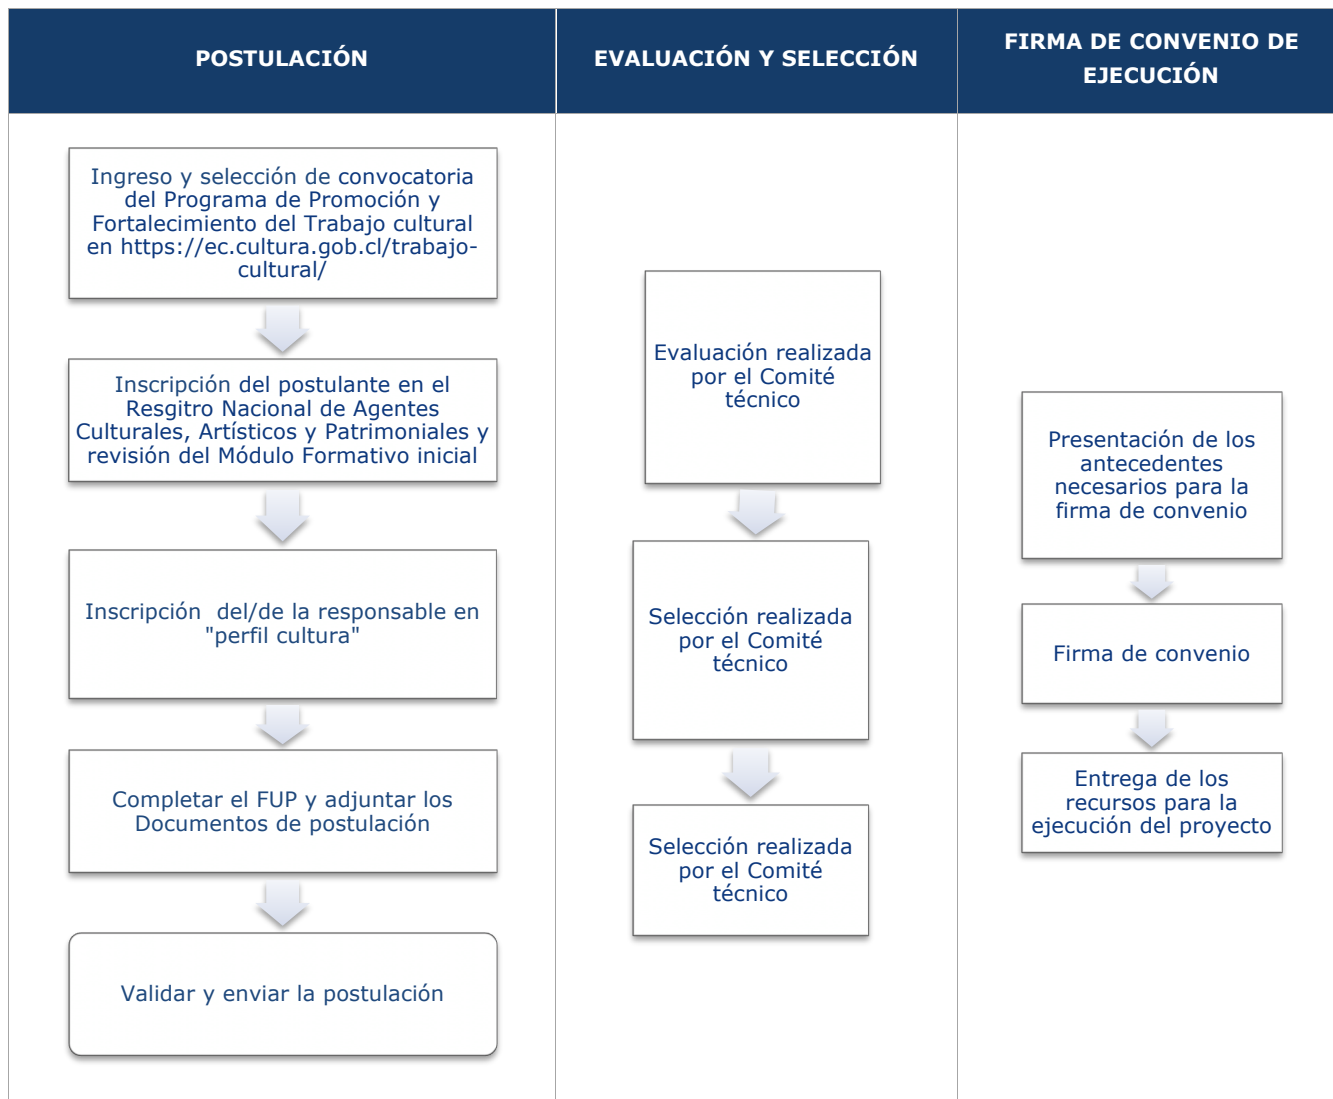 POSTULACIÓN
EVALUACIÓN Y SELECCIÓN
FIRMA DE CONVENIO DE
EJECUCIÓN
Ingreso y selección de convocatoria
del Programa de Promoción y
Fortalecimiento del Trabajo cultural
en https://ec.cultura.gob.cl/trabajo-
cultural/
Inscripción del postulante en el
Resgitro Nacional de Agentes
Culturales, Artísticos y Patrimoniales y
revisión del Módulo Formativo inicial
Inscripción  del/de la responsable en
"perfil cultura"
Completar el FUP y adjuntar los
Documentos de postulación
Validar y enviar la postulación
Evaluación realizada
por el Comité
técnico
Selección realizada
por el Comité
técnico
Selección realizada
por el Comité
técnico
Presentación de los
antecedentes
necesarios para la
firma de convenio
Firma de convenio
Entrega de los
recursos para la
ejecución del proyecto